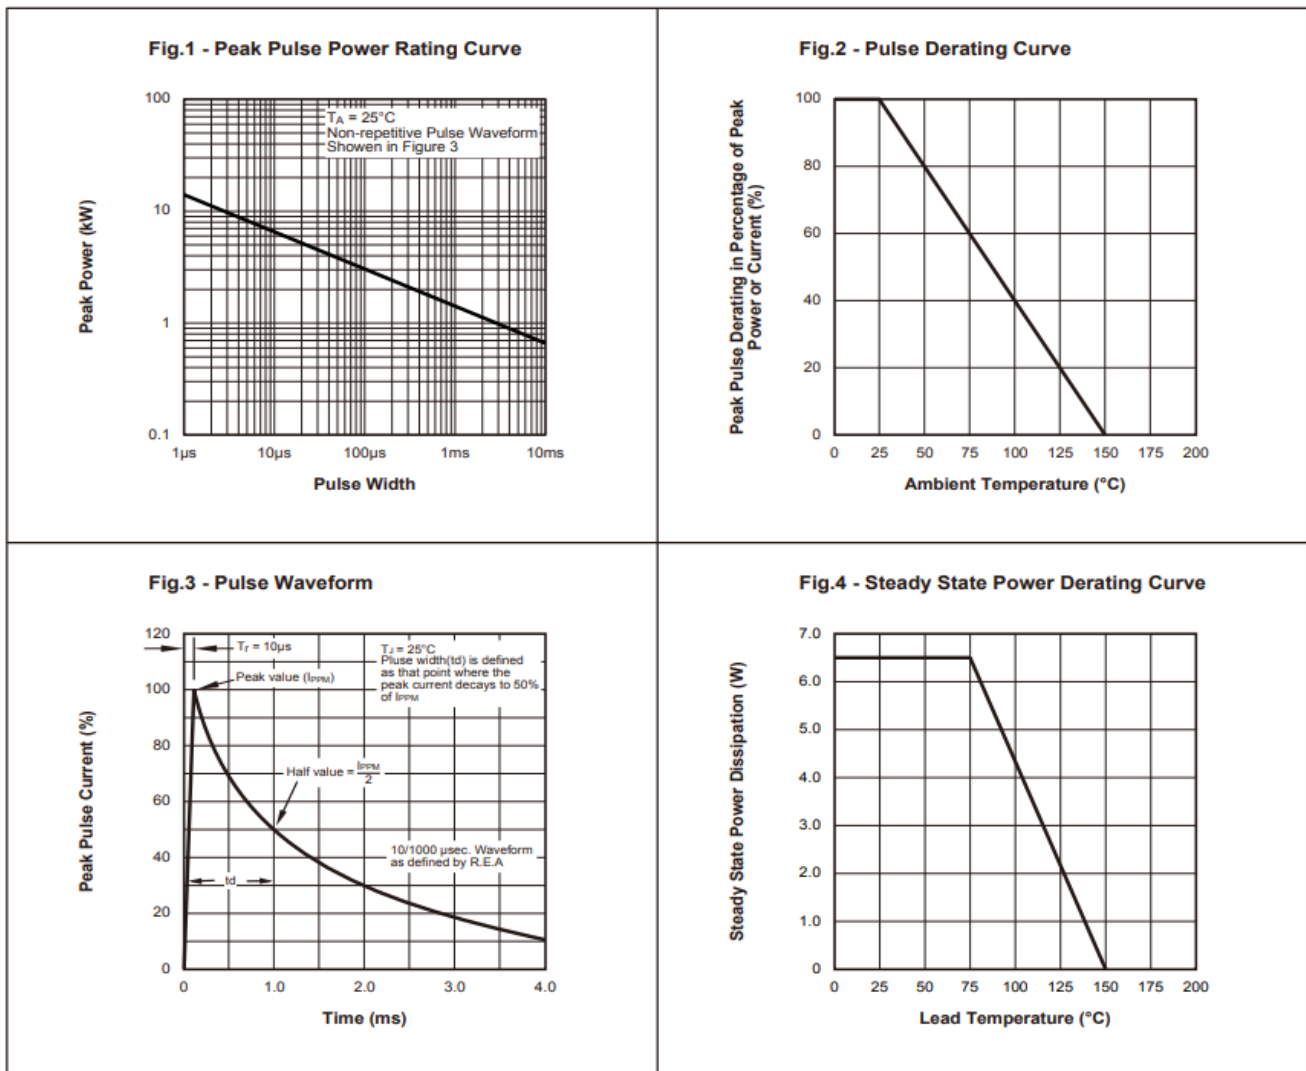 Fig.1 - Peak Pulse Power Rating Curve
Peak Power (kW)
100
10
1
0.1
TA = 25°C
Non-repetitive Pulse Waveform
Showen in Figure 3
1µs 10µs 100µs 1ms 10ms
Pulse Width
Fig.2 - Pulse Derating Curve
Peak Pulse Derating in Percentage of Peak
Power or Current (%)
100
80
60
40
20
0
0 25 50 75 100 125 150 175 200
Ambient Temperature (°C)
Fig.3 - Pulse Waveform
Peak Pulse Current (%)
120
100
80
60
40
20
0
Tr = 10µs
Peak value (IPPM)
TJ = 25°C
Pluse width(td) is defined
as that point where the
peak current decays to 50%
of IPPM
Half value = IPPM
2
10/1000 µsec. Waveform
as defined by R.E.A
td
0 1.0 2.0 3.0 4.0
Time (ms)
Fig.4 - Steady State Power Derating Curve
Steady State Power Dissipation (W)
7.0
6.0
5.0
4.0
3.0
2.0
1.0
0
0 25 50 75 100 125 150 175 200
Lead Temperature (°C)